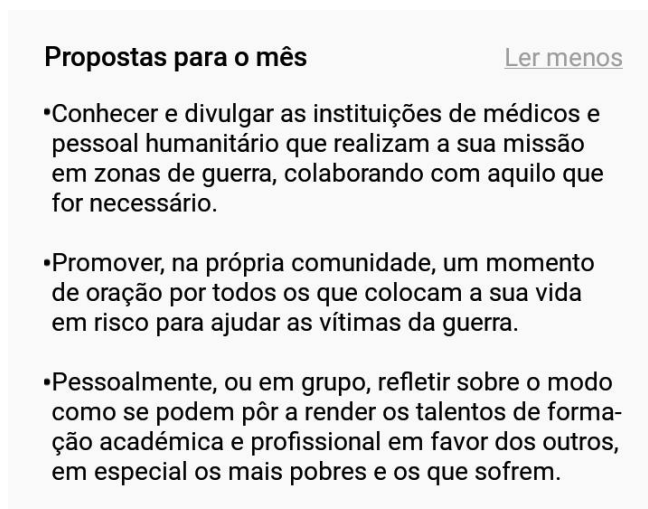 Propostas para o mês
Ler menos
•Conhecer e divulgar as instituições de médicos e
pessoal humanitário que realizam a sua missão
em zonas de guerra, colaborando com aquilo que
for necessário.
•Promover, na própria comunidade, um momento
de oração por todos os que colocam a sua vida
em risco para ajudar as vítimas da guerra.
•Pessoalmente, ou em grupo, refletir sobre o modo
como se podem pôr a render os talentos de forma-
ção académica e profissional em favor dos outros,
em especial os mais pobres e os que sofrem.